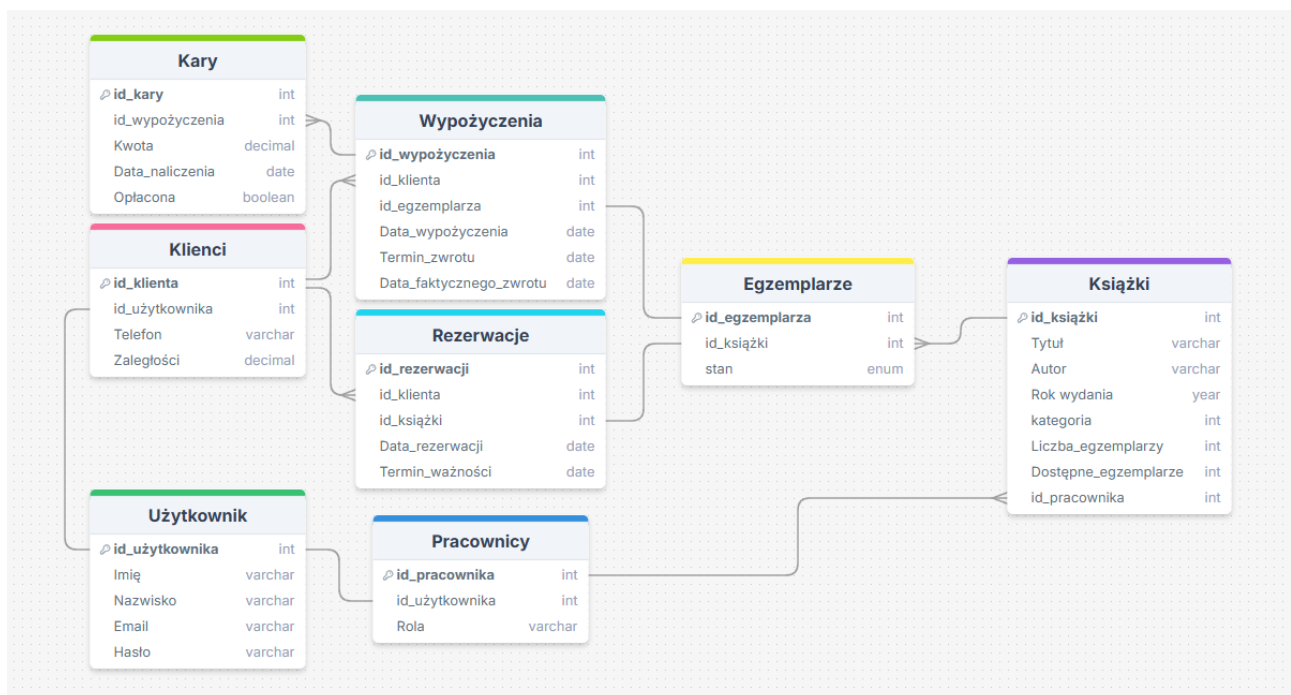 Kary
id_kary int
id_wypożyczenia int
Kwota decimal
Data_naliczenia date
Opłacona boolean
Klienci
id_klienta int
id_użytkownika int
Telefon varchar
Zaległości decimal
Użytkownik
id_użytkownika int
Imię varchar
Nazwisko varchar
Email varchar
Hasło varchar
Wypożyczenia
id_wypożyczenia int
id_klienta int
id_egzemplarza int
Data_wypożyczenia date
Termin_zwrotu date
Data_faktycznego_zwrotu date
Rezerwacje
id_rezerwacji int
id_klienta int
id_książki int
Data_rezerwacji date
Termin_ważności date
Pracownicy
id_pracownika int
id_użytkownika int
Rola varchar
Egzemplarze
id_egzemplarza int
id_książki int
stan enum
Książki
id_książki int
Tytuł varchar
Autor varchar
Rok wydania year
kategoria int
Liczba_egzemplarzy int
Dostępne_egzemplarze int
id_pracownika int